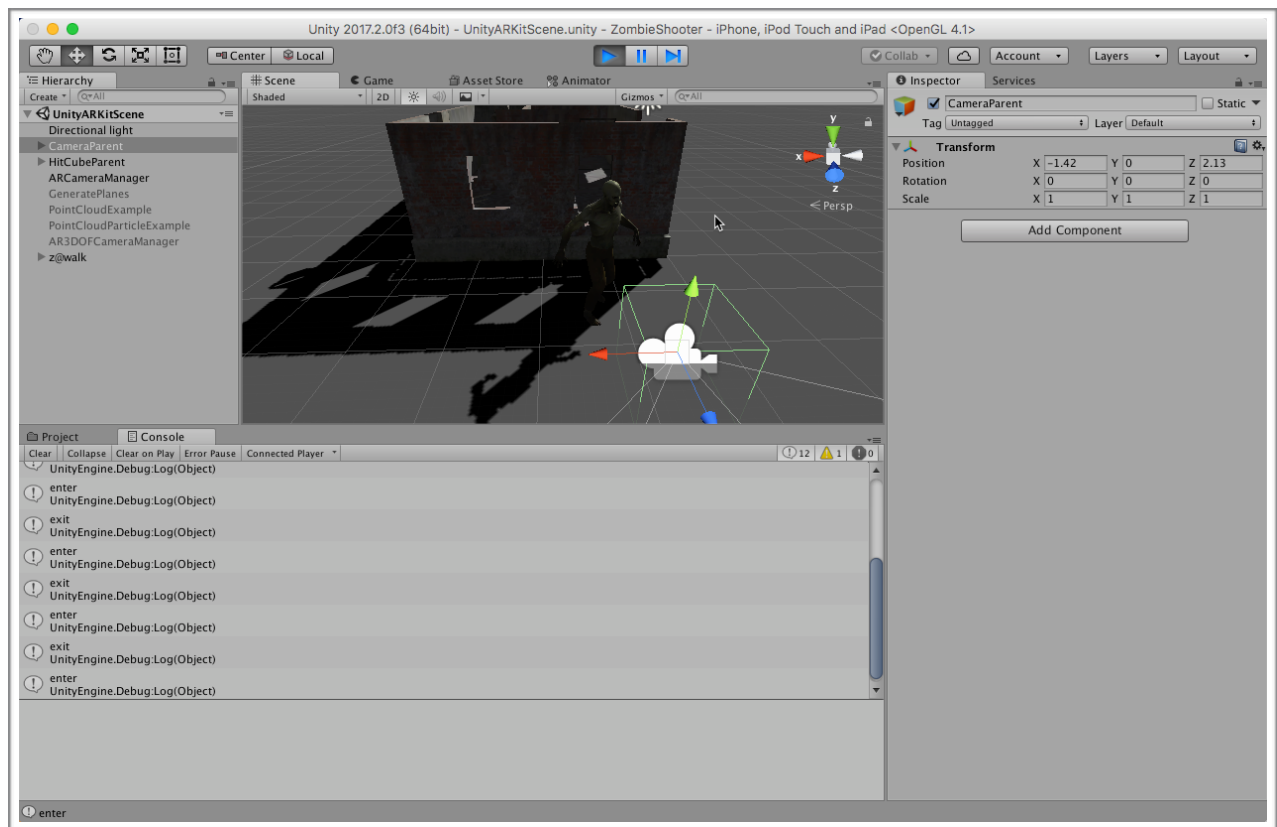 Unity 2017.2.0f3 (64bit) - UnityARKitScene.unity - ZombieShooter - iPhone, iPod Touch and iPad <OpenGL 4.1>
Center Local Collab Account Layers Layout
Hierarchy
Create All
UnityARKitScene
Directional light
CameraParent
HitCubeParent
ARCameraManager
GeneratePlanes
PointCloudExample
PointCloudParticleExample
AR3DOFCameraManager
z@walk
Scene Game Asset Store Animator
Shaded 2D Gizmos All
y
x
z
Persp
Inspector Services
CameraParent Static
Tag Untagged Layer Default
Transform
Position X -1.42 Y 0 Z 2.13
Rotation X 0 Y 0 Z 0
Scale X 1 Y 1 Z 1
Add Component
Project Console
Clear Collapse Clear on Play Error Pause Connected Player 12 1 0
UnityEngine.Debug:Log(Object)
enter
UnityEngine.Debug:Log(Object)
exit
UnityEngine.Debug:Log(Object)
enter
UnityEngine.Debug:Log(Object)
exit
UnityEngine.Debug:Log(Object)
enter
UnityEngine.Debug:Log(Object)
exit
UnityEngine.Debug:Log(Object)
enter
UnityEngine.Debug:Log(Object)
enter